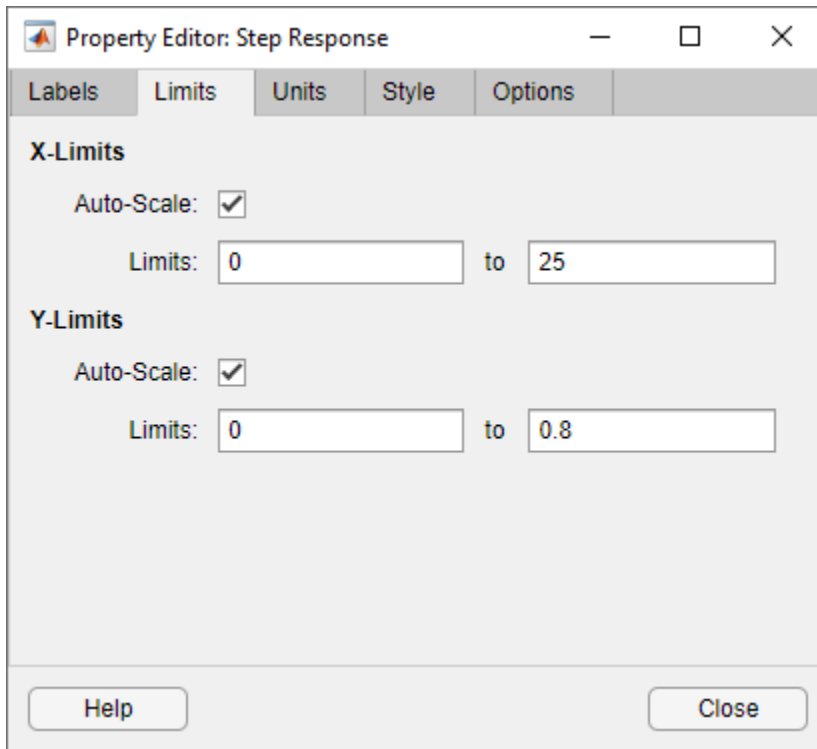 Property Editor: Step Response
Labels Limits Units Style Options
X-Limits
Auto-Scale:
Limits: 0 to 25
Y-Limits
Auto-Scale:
Limits: 0 to 0.8
Help Close